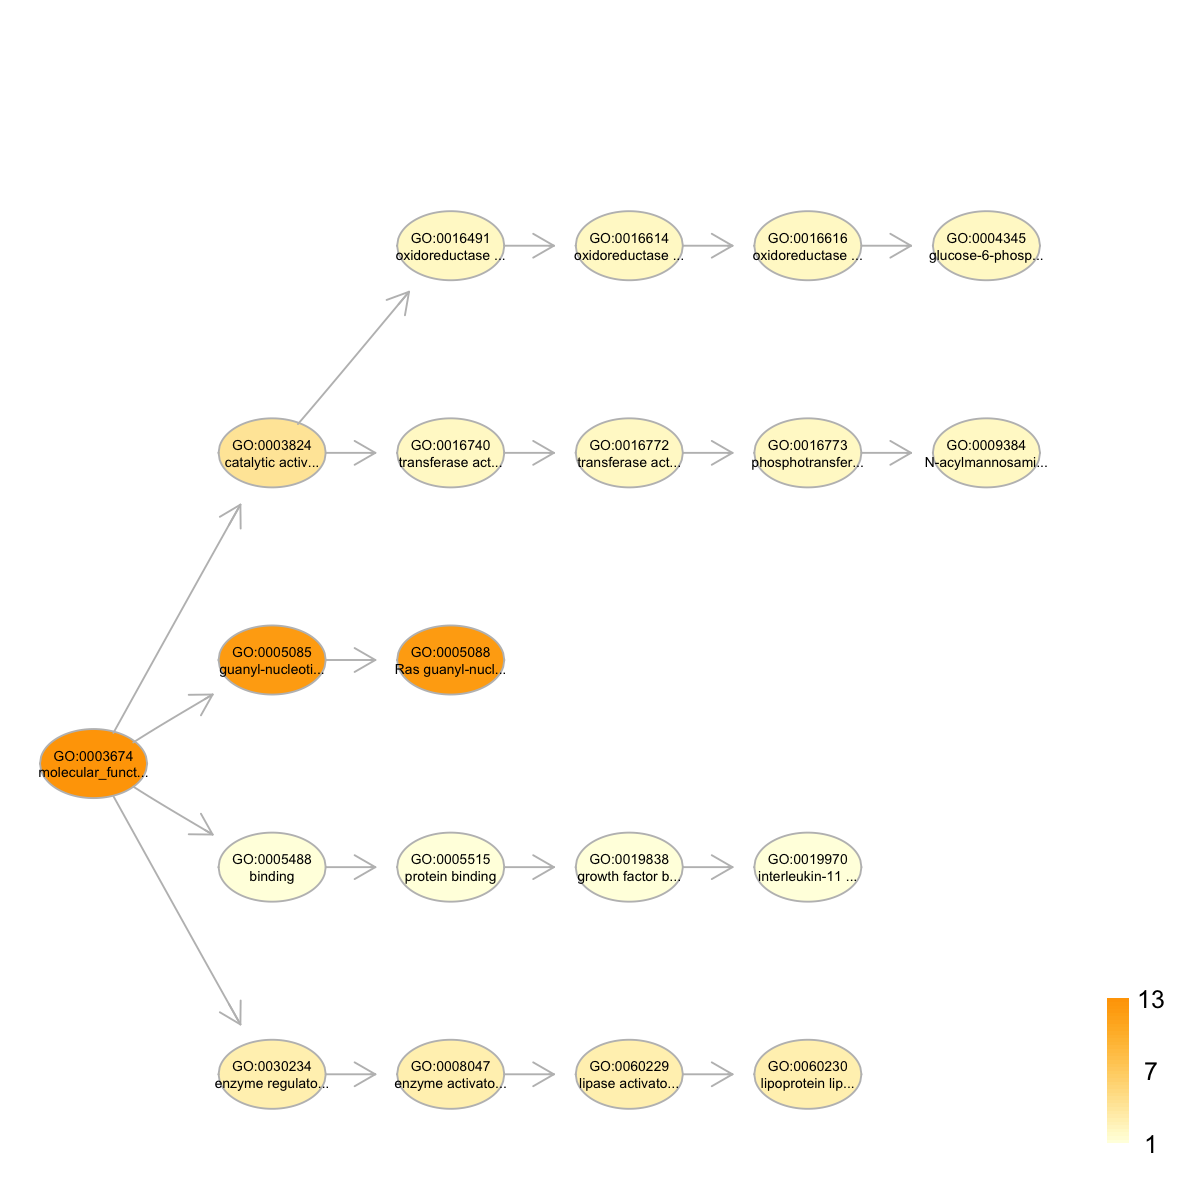 GO:0016491
oxidoreductase ...
GO:0016614
oxidoreductase ...
GO:0016616
oxidoreductase ...
GO:0004345
glucose-6-phosp...
GO:0003824
catalytic activ...
GO:0016740
transferase act...
GO:0016772
transferase act...
GO:0016773
phosphotransfer...
GO:0009384
N-acylmannosami...
GO:0005085
guanyl-nucleoti...
GO:0005088
Ras guanyl-nucl...
GO:0003674
molecular_funct...
GO:0005488
binding
GO:0005515
protein binding
GO:0019838
growth factor b...
GO:0019970
interleukin-11 ...
GO:0030234
enzyme regulato...
GO:0008047
enzyme activato...
GO:0060229
lipase activato...
GO:0060230
lipoprotein lip...
13
7
1